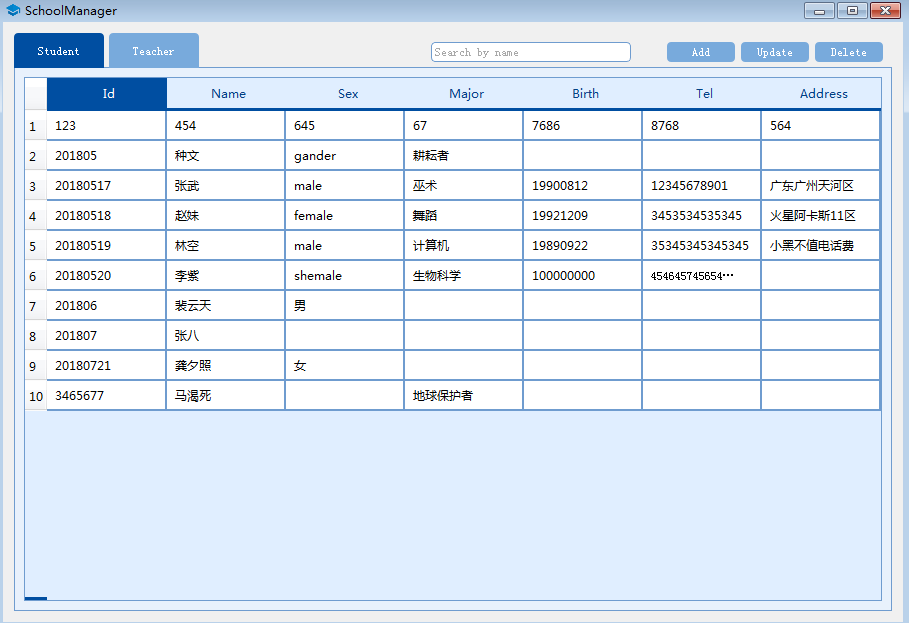 SchoolManager
Student Teacher Search by name Add Update Delete
Id Name Sex Major Birth Tel Address
1 123 454 645 67 7686 8768 564
2 201805 种文 gander 耕耘者
3 20180517 张武 male 巫术 19900812 12345678901 广东广州天河区
4 20180518 赵妹 female 舞蹈 19921209 3453534535345 火星阿卡斯11区
5 20180519 林空 male 计算机 19890922 35345345345345 小黑不值电话费
6 20180520 李紫 shemale 生物科学 100000000 454645745654…
7 201806 裴云天 男
8 201807 张八
9 20180721 龚夕照 女
10 3465677 马渴死 地球保护者